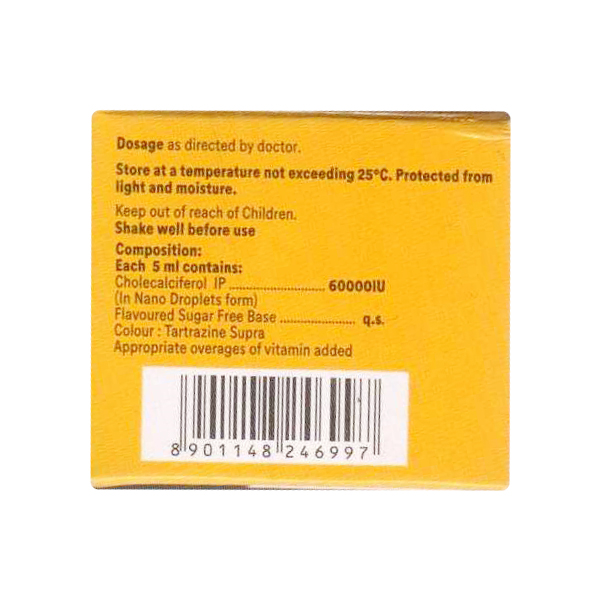 Dosage as directed by doctor.
Store at a temperature not exceeding 25°C. Protected from
light and moisture.
Keep out of reach of Children.
Shake well before use
Composition:
Each 5 ml contains:
Cholecalciferol IP ........................ 60000IU
(In Nano Droplets form)
Flavoured Sugar Free Base ................... q.s.
Colour : Tartrazine Supra
Appropriate overages of vitamin added
8 901148 246997